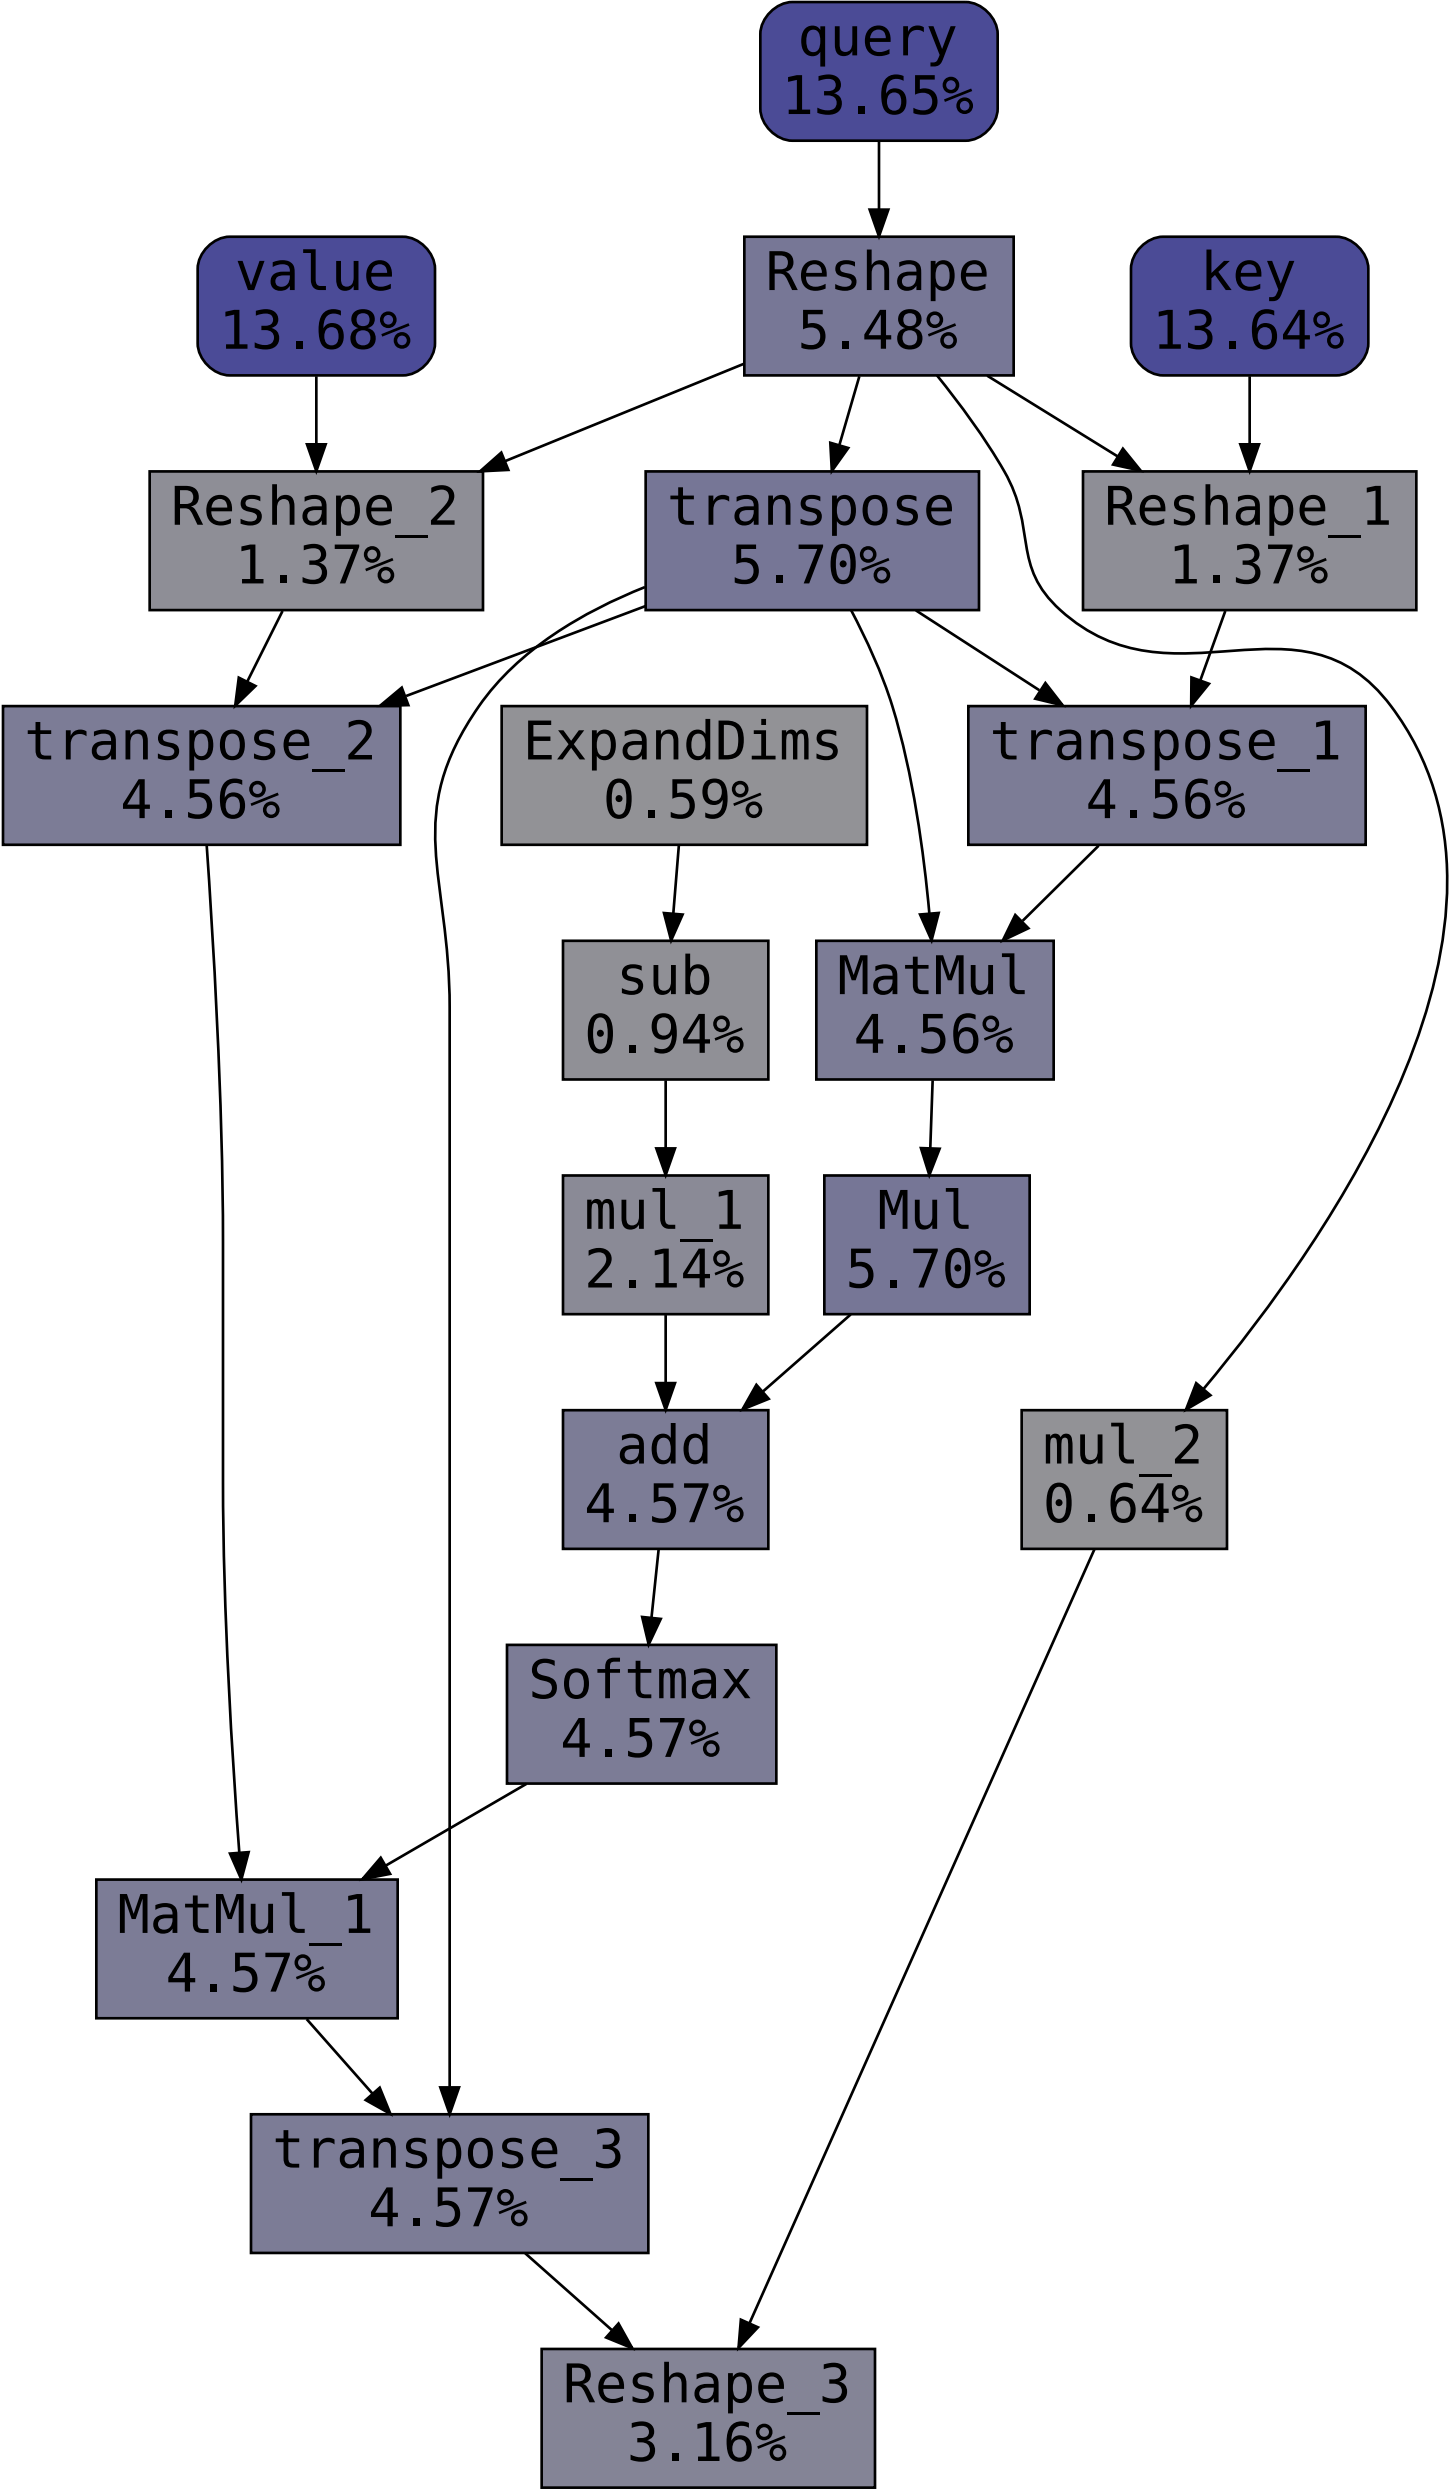 query
13.65%
value
13.68%
Reshape
5.48%
key
13.64%
Reshape_2
1.37%
transpose
5.70%
Reshape_1
1.37%
transpose_2
4.56%
ExpandDims
0.59%
transpose_1
4.56%
sub
0.94%
MatMul
4.56%
mul_1
2.14%
Mul
5.70%
add
4.57%
mul_2
0.64%
Softmax
4.57%
MatMul_1
4.57%
transpose_3
4.57%
Reshape_3
3.16%